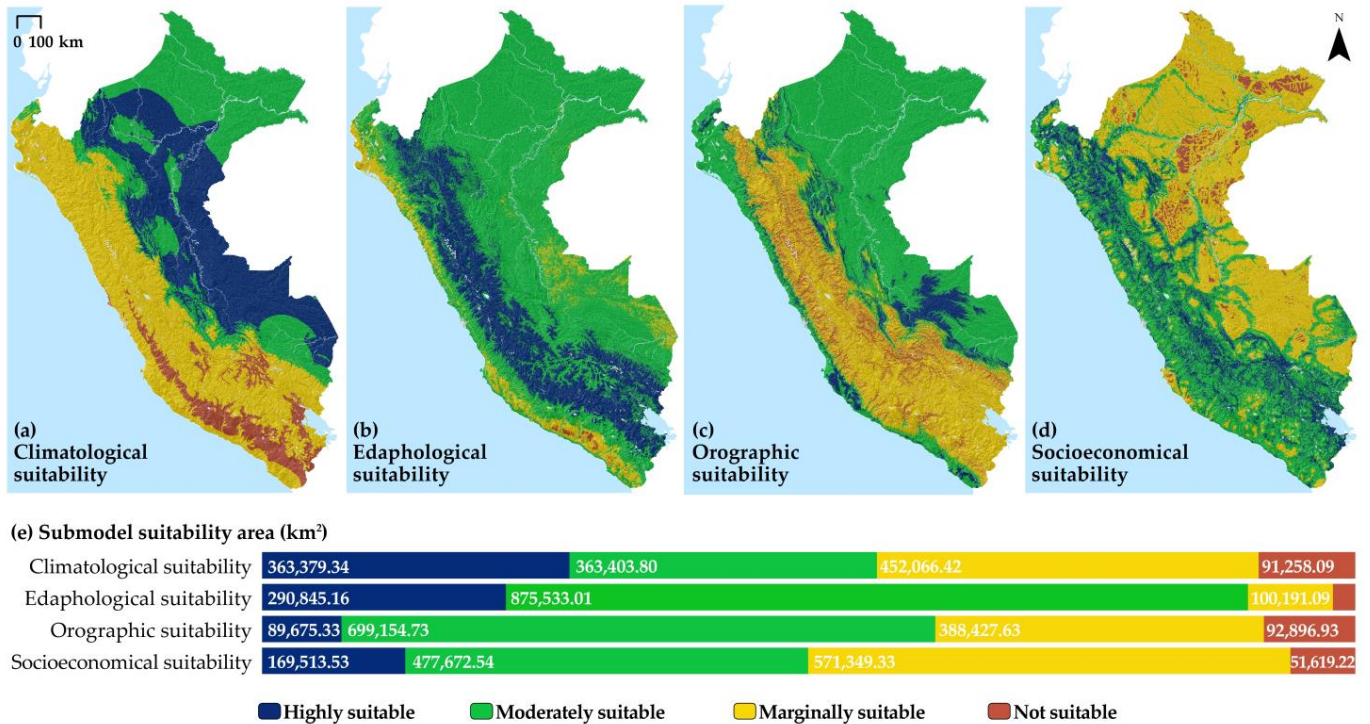 0 100 km
N
(a)
Climatological
suitability
(b)
Edaphological
suitability
(c)
Orographic
suitability
(d)
Socioeconomical
suitability
(e) Submodel suitability area (km²)
Climatological suitability 363,379.34 363,403.80 452,066.42 91,258.09
Edaphological suitability 290,845.16 875,533.01 100,191.09
Orographic suitability 89,675.33 699,154.73 388,427.63 92,896.93
Socioeconomical suitability 169,513.53 477,672.54 571,349.33 51,619.22
Highly suitable Moderately suitable Marginally suitable Not suitable